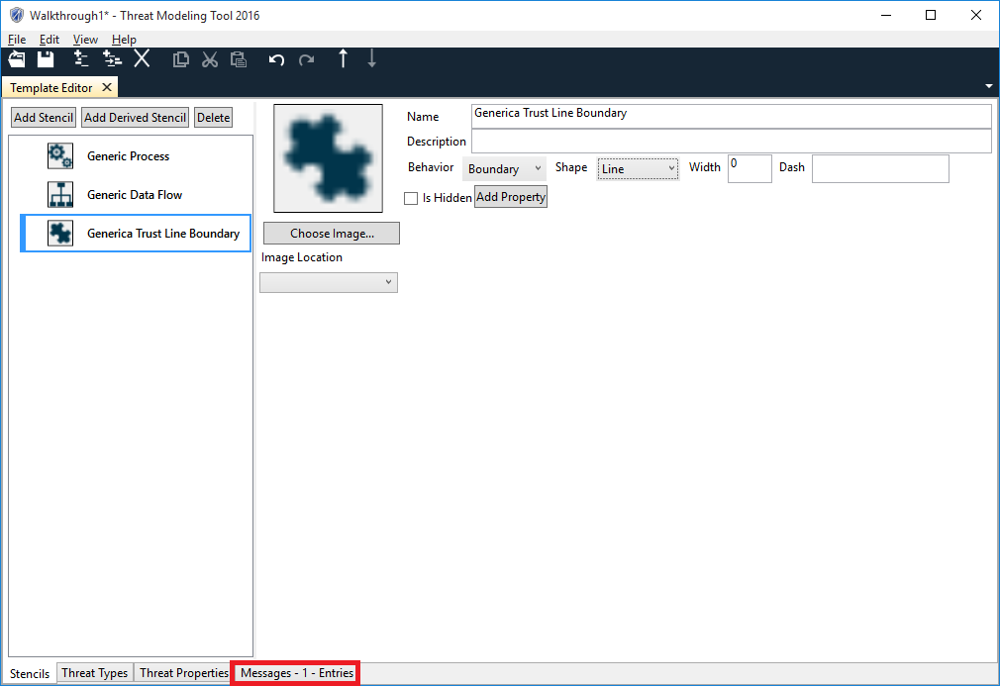 Walkthrough1* - Threat Modeling Tool 2016
File Edit View Help
Template Editor
Add Stencil Add Derived Stencil Delete
Generic Process
Generic Data Flow
Generica Trust Line Boundary
Choose Image...
Image Location
Name Generica Trust Line Boundary
Description
Behavior Boundary Shape Line Width 0 Dash
Is Hidden Add Property
Stencils Threat Types Threat Properties Messages - 1 - Entries